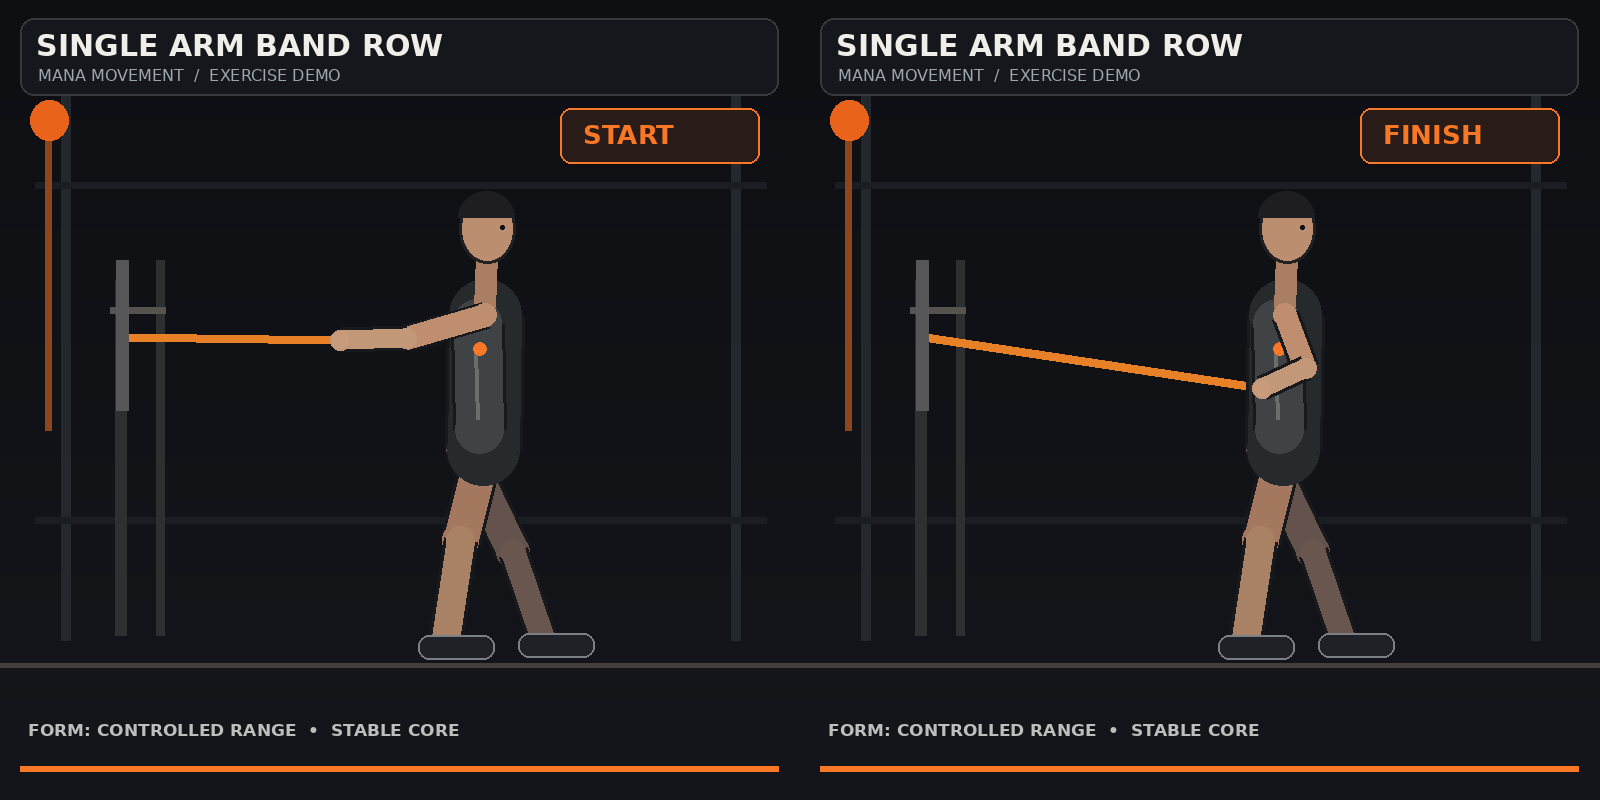 SINGLE ARM BAND ROW
MANA MOVEMENT / EXERCISE DEMO
START
FORM: CONTROLLED RANGE • STABLE CORE
SINGLE ARM BAND ROW
MANA MOVEMENT / EXERCISE DEMO
FINISH
FORM: CONTROLLED RANGE • STABLE CORE